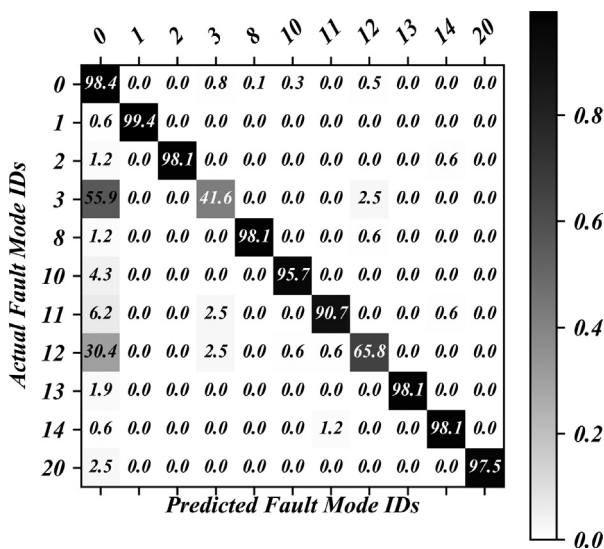 0 1 2 3 8 10 11 12 13 14 20
0 98.4 0.0 0.0 0.8 0.1 0.3 0.0 0.5 0.0 0.0 0.0
1 0.6 99.4 0.0 0.0 0.0 0.0 0.0 0.0 0.0 0.0 0.0
2 1.2 0.0 98.1 0.0 0.0 0.0 0.0 0.0 0.0 0.6 0.0
3 55.9 0.0 0.0 41.6 0.0 0.0 0.0 2.5 0.0 0.0 0.0
8 1.2 0.0 0.0 0.0 98.1 0.0 0.0 0.6 0.0 0.0 0.0
10 4.3 0.0 0.0 0.0 0.0 95.7 0.0 0.0 0.0 0.0 0.0
11 6.2 0.0 0.0 2.5 0.0 0.0 90.7 0.0 0.0 0.6 0.0
12 30.4 0.0 0.0 2.5 0.0 0.6 0.6 65.8 0.0 0.0 0.0
13 1.9 0.0 0.0 0.0 0.0 0.0 0.0 0.0 98.1 0.0 0.0
14 0.6 0.0 0.0 0.0 0.0 0.0 1.2 0.0 0.0 98.1 0.0
20 2.5 0.0 0.0 0.0 0.0 0.0 0.0 0.0 0.0 0.0 97.5
Actual Fault Mode IDs
Predicted Fault Mode IDs
0.8
0.6
0.4
0.2
0.0